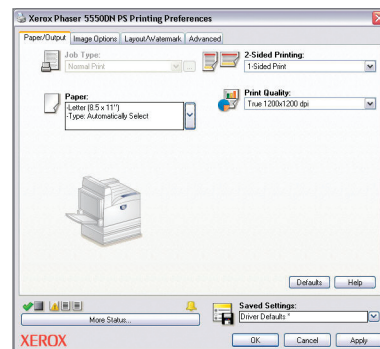 Xerox Phaser 5550DN PS Printing Preferences
Paper/Output Image Options Layout/Watermark Advanced
Job Type:
Normal Print
2-Sided Printing:
1-Sided Print
Paper:
-Letter (8.5 x 11")
-Type: Automatically Select
Print Quality:
True 1200x1200 dpi
Defaults Help
More Status...
Saved Settings:
Driver Defaults *
XEROX
OK Cancel Apply